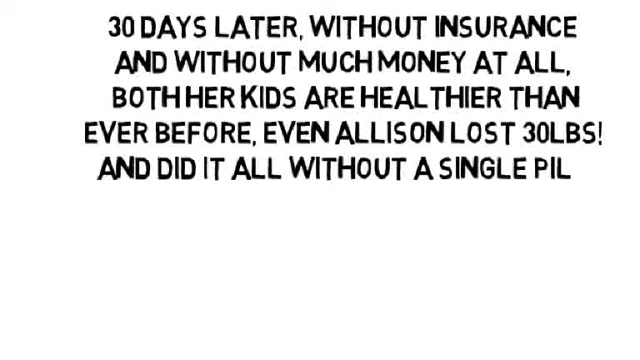 30 DAYS LATER, WITHOUT INSURANCE
AND WITHOUT MUCH MONEY AT ALL,
BOTH HER KIDS ARE HEALTHIER THAN
EVER BEFORE, EVEN ALLISON LOST 30LBS!
AND DID IT ALL WITHOUT A SINGLE PIL